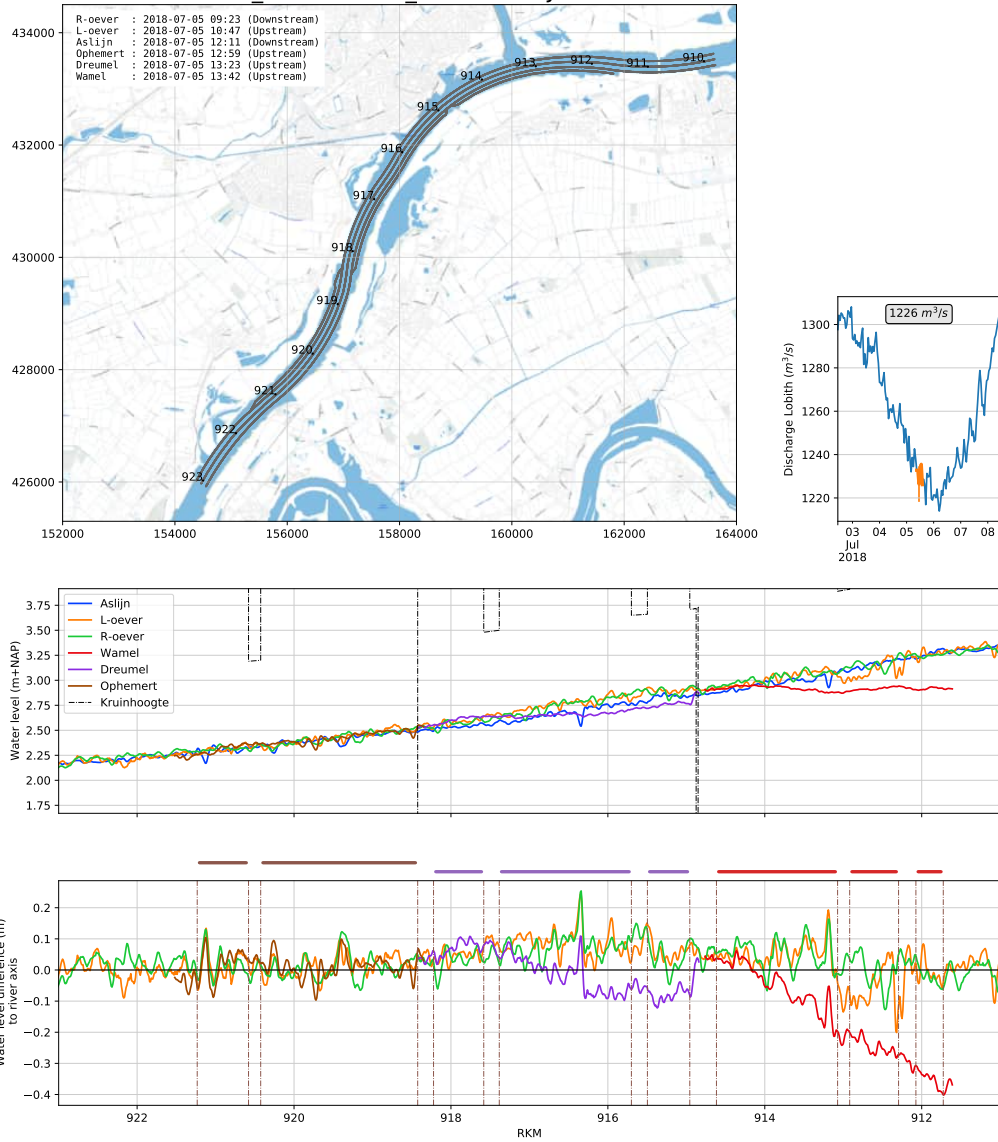 R-oever : 2018-07-05 09:23 (Downstream)
L-oever : 2018-07-05 10:47 (Upstream)
Aslijn : 2018-07-05 12:11 (Downstream)
Ophemert : 2018-07-05 12:59 (Upstream)
Dreumel : 2018-07-05 13:23 (Upstream)
Wamel : 2018-07-05 13:42 (Upstream)
434000
432000
430000
428000
426000
152000 154000 156000 158000 160000 162000 164000
910
911
912
913
914
915
916
917
918
919
920
921
922
923
1226 m³/s
Discharge Lobith (m³/s)
1300
1280
1260
1240
1220
03 04 05 06 07 08
Jul
2018
Water level (m+NAP)
3.75
3.50
3.25
3.00
2.75
2.50
2.25
2.00
1.75
Aslijn
L-oever
R-oever
Wamel
Dreumel
Ophemert
Kruinhoogte
Water level difference (m)
to river axis
0.2
0.1
0.0
−0.1
−0.2
−0.3
−0.4
922 920 918 916 914 912
RKM